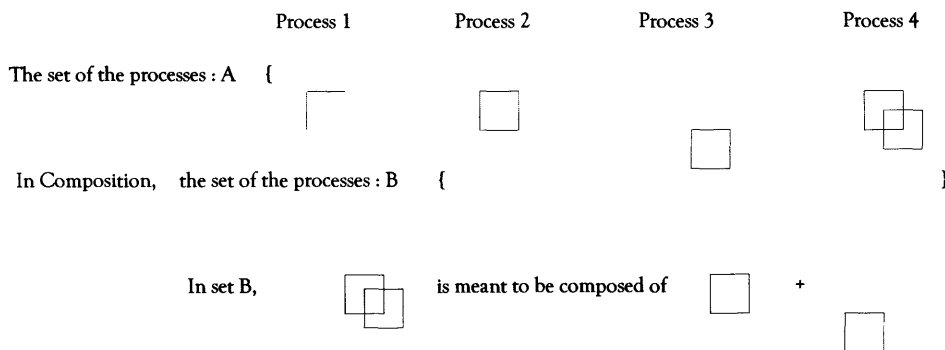 Process 1 Process 2 Process 3 Process 4
The set of the processes : A {
In Composition, the set of the processes : B { }
In set B, is meant to be composed of +